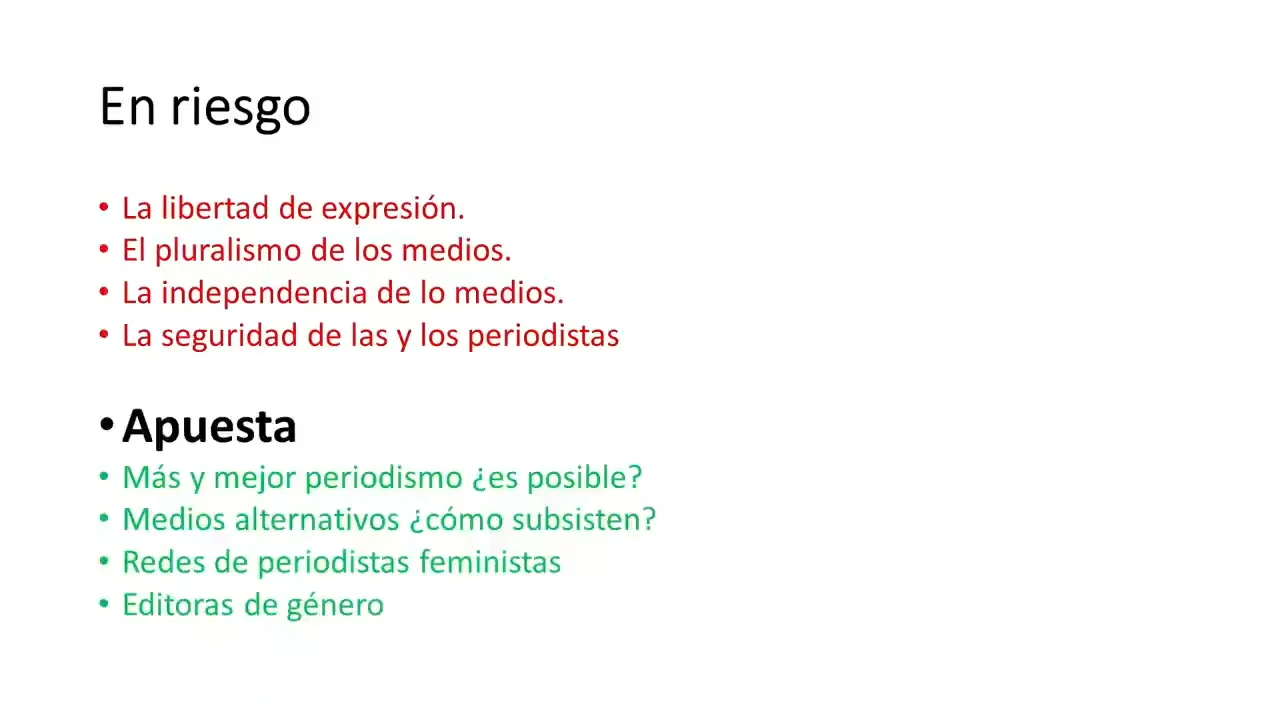 En riesgo
• La libertad de expresión.
• El pluralismo de los medios.
• La independencia de lo medios.
• La seguridad de las y los periodistas
• Apuesta
• Más y mejor periodismo ¿es posible?
• Medios alternativos ¿cómo subsisten?
• Redes de periodistas feministas
• Editoras de género